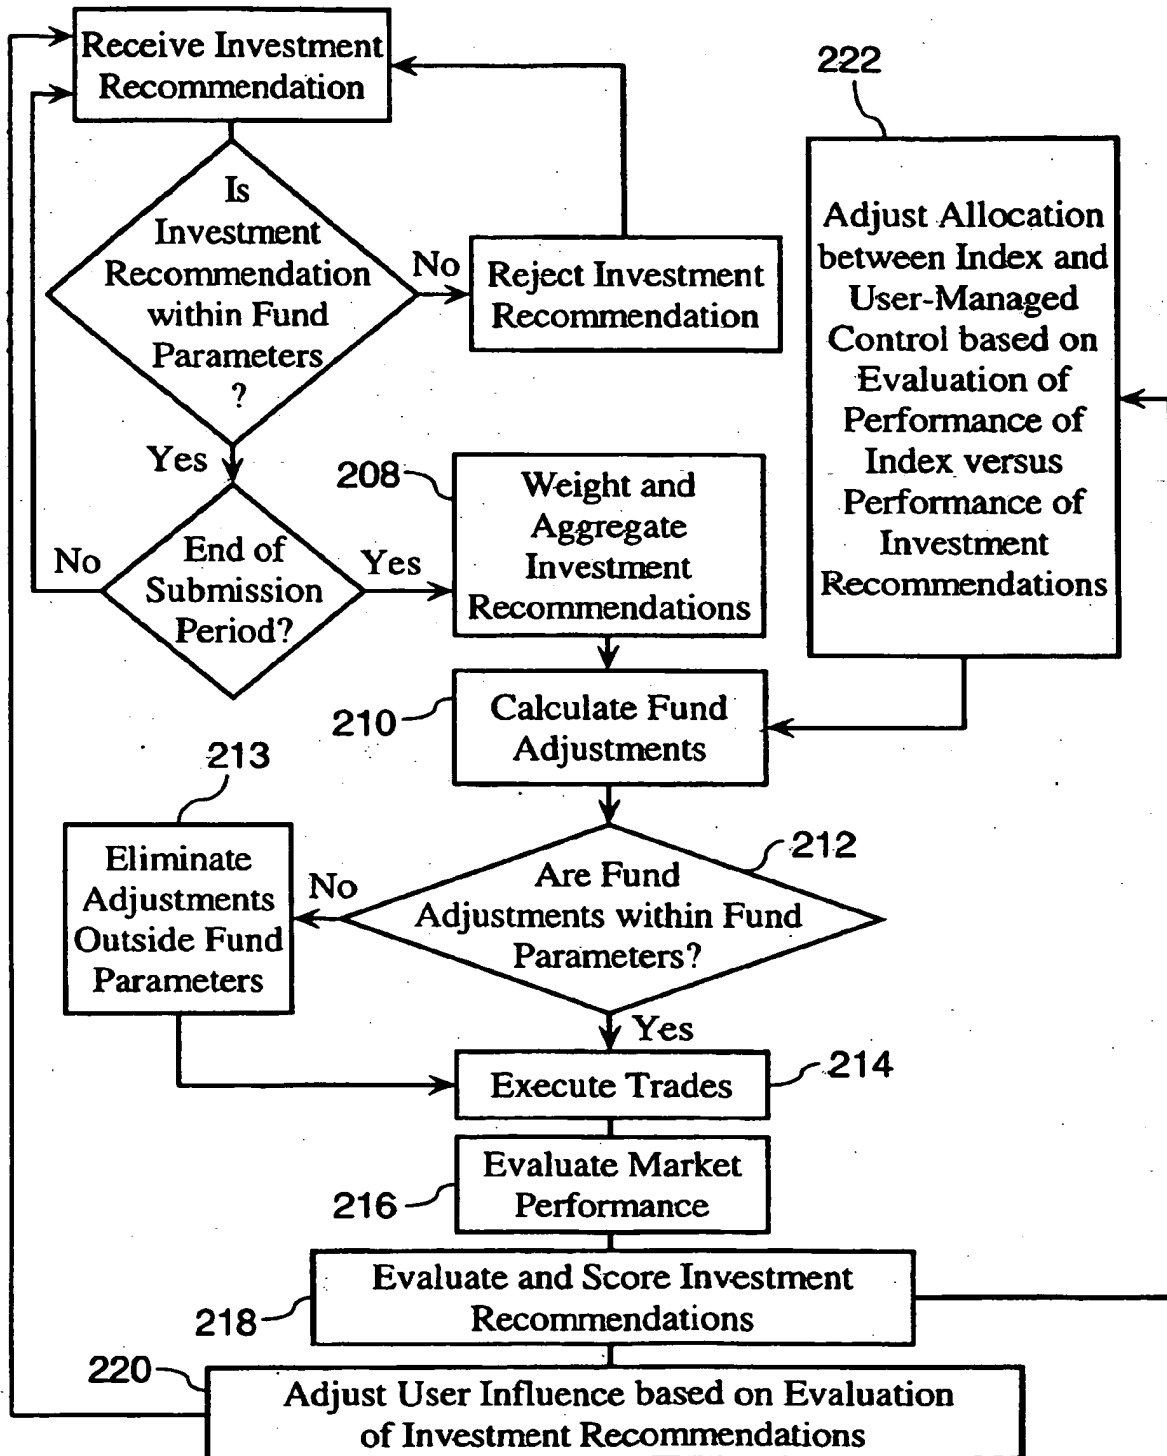 Receive Investment
Recommendation
222
Is
Investment
Recommendation
within Fund
Parameters
?
No
Reject Investment
Recommendation
Adjust Allocation
between Index and
User-Managed
Control based on
Evaluation of
Performance of
Index versus
Performance of
Investment
Recommendations
Yes
End of
Submission
Period?
No
Yes
208
Weight and
Aggregate
Investment
Recommendations
210
Calculate Fund
Adjustments
213
Eliminate
Adjustments
Outside Fund
Parameters
No
212
Are Fund
Adjustments within Fund
Parameters?
Yes
Execute Trades
214
Evaluate Market
Performance
216
Evaluate and Score Investment
Recommendations
218
220
Adjust User Influence based on Evaluation
of Investment Recommendations